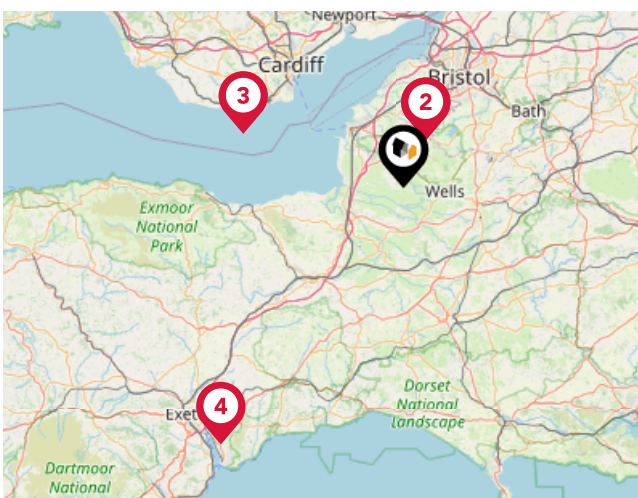 Newport
Cardiff
3
Bristol
2
Bath
Wells
Exmoor
National
Park
Dorset
National
Landscape
4
Exet
Dartmoor
National